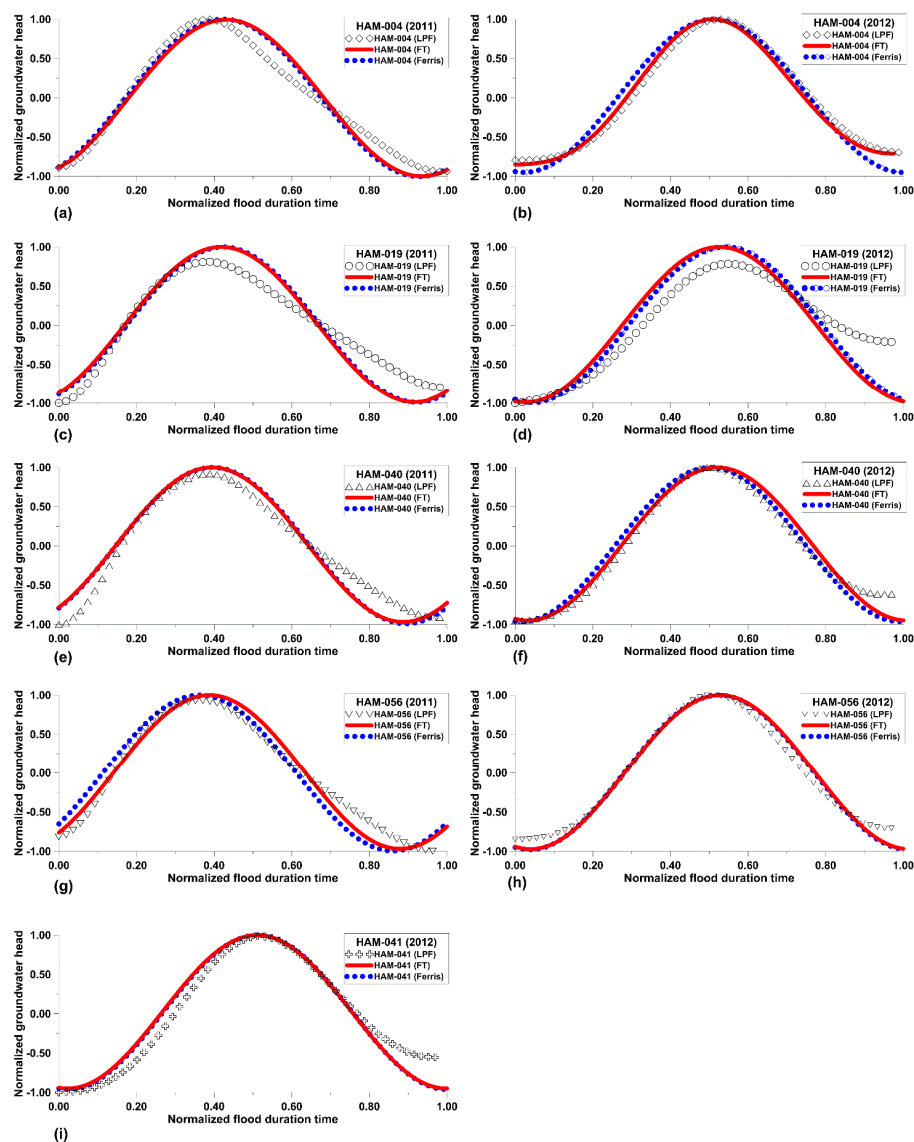 HAM-004 (2011)
HAM-004 (LPF)
HAM-004 (FT)
HAM-004 (Ferris)
Normalized groundwater head
1.00
0.50
0.00
-0.50
-1.00
0.00 0.20 0.40 0.60 0.80 1.00
Normalized flood duration time
(a)
HAM-004 (2012)
HAM-004 (LPF)
HAM-004 (FT)
HAM-004 (Ferris)
Normalized groundwater head
1.00
0.50
0.00
-0.50
-1.00
0.00 0.20 0.40 0.60 0.80 1.00
Normalized flood duration time
(b)
HAM-019 (2011)
HAM-019 (LPF)
HAM-019 (FT)
HAM-019 (Ferris)
Normalized groundwater head
1.00
0.50
0.00
-0.50
-1.00
0.00 0.20 0.40 0.60 0.80 1.00
Normalized flood duration time
(c)
HAM-019 (2012)
HAM-019 (LPF)
HAM-019 (FT)
HAM-019 (Ferris)
Normalized groundwater head
1.00
0.50
0.00
-0.50
-1.00
0.00 0.20 0.40 0.60 0.80 1.00
Normalized flood duration time
(d)
HAM-040 (2011)
HAM-040 (LPF)
HAM-040 (FT)
HAM-040 (Ferris)
Normalized groundwater head
1.00
0.50
0.00
-0.50
-1.00
0.00 0.20 0.40 0.60 0.80 1.00
Normalized flood duration time
(e)
HAM-040 (2012)
HAM-040 (LPF)
HAM-040 (FT)
HAM-040 (Ferris)
Normalized groundwater head
1.00
0.50
0.00
-0.50
-1.00
0.00 0.20 0.40 0.60 0.80 1.00
Normalized flood duration time
(f)
HAM-056 (2011)
HAM-056 (LPF)
HAM-056 (FT)
HAM-056 (Ferris)
Normalized groundwater head
1.00
0.50
0.00
-0.50
-1.00
0.00 0.20 0.40 0.60 0.80 1.00
Normalized flood duration time
(g)
HAM-056 (2012)
HAM-056 (LPF)
HAM-056 (FT)
HAM-056 (Ferris)
Normalized groundwater head
1.00
0.50
0.00
-0.50
-1.00
0.00 0.20 0.40 0.60 0.80 1.00
Normalized flood duration time
(h)
HAM-041 (2012)
HAM-041 (LPF)
HAM-041 (FT)
HAM-041 (Ferris)
Normalized groundwater head
1.00
0.50
0.00
-0.50
-1.00
0.00 0.20 0.40 0.60 0.80 1.00
Normalized flood duration time
(i)